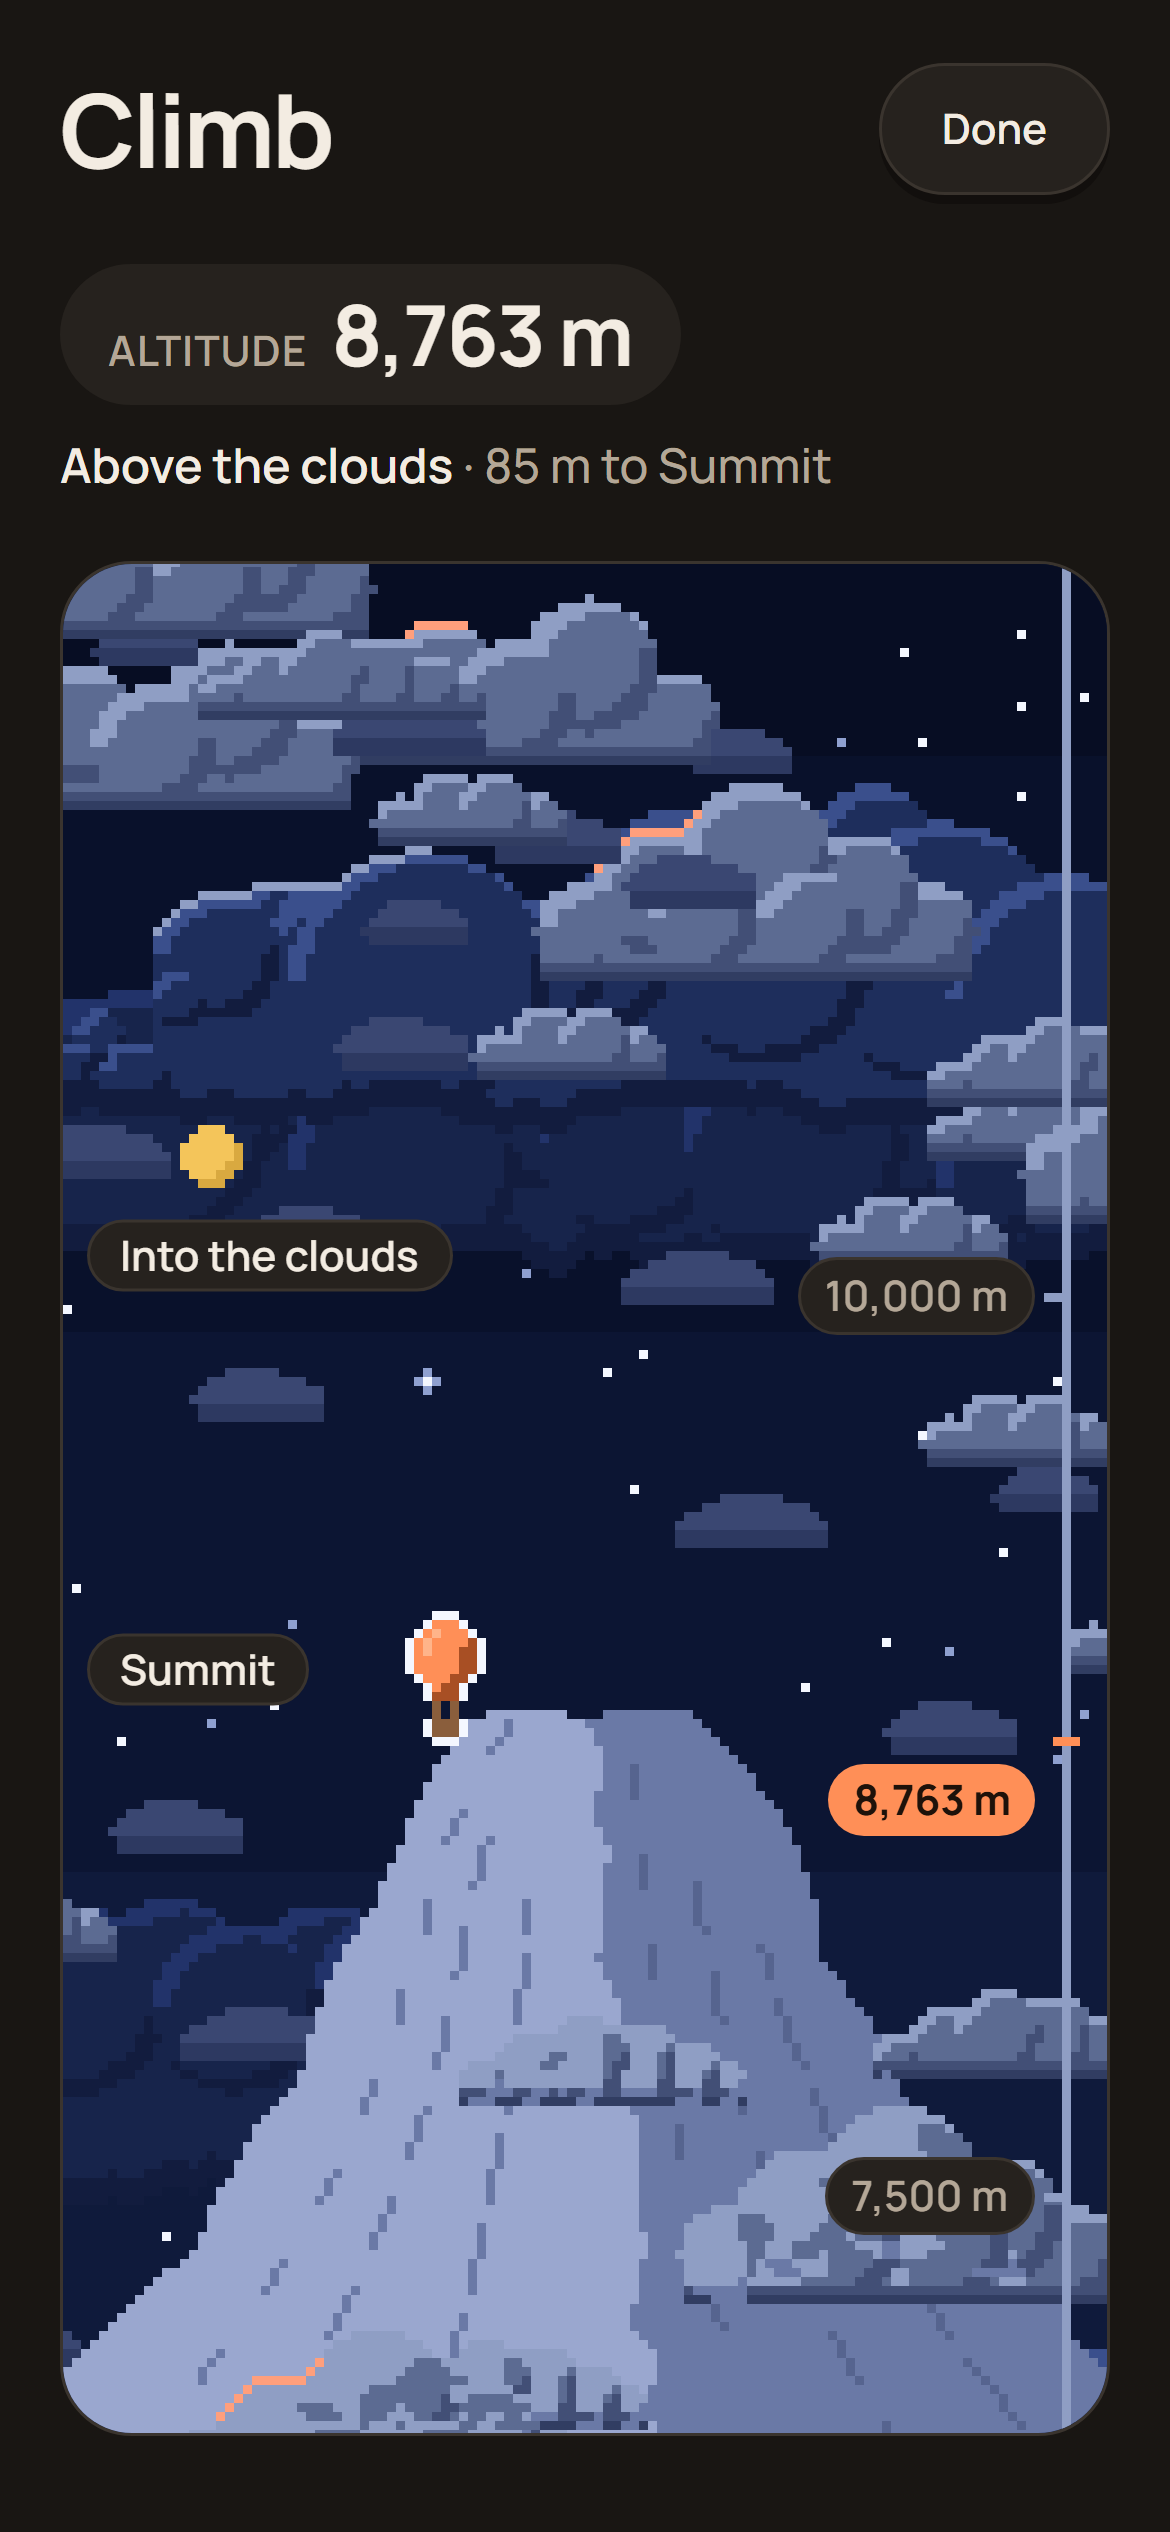 Climb
Done
ALTITUDE 8,763 m
Above the clouds · 85 m to Summit
Into the clouds
10,000 m
Summit
8,763 m
7,500 m